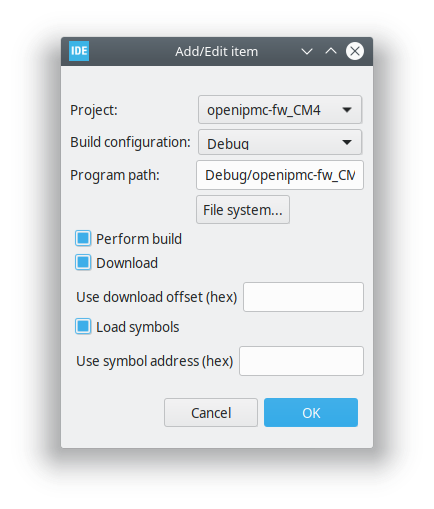 IDE Add/Edit item
Project: openipmc-fw_CM4
Build configuration: Debug
Program path: Debug/openipmc-fw_CM
File system...
Perform build
Download
Use download offset (hex)
Load symbols
Use symbol address (hex)
Cancel OK